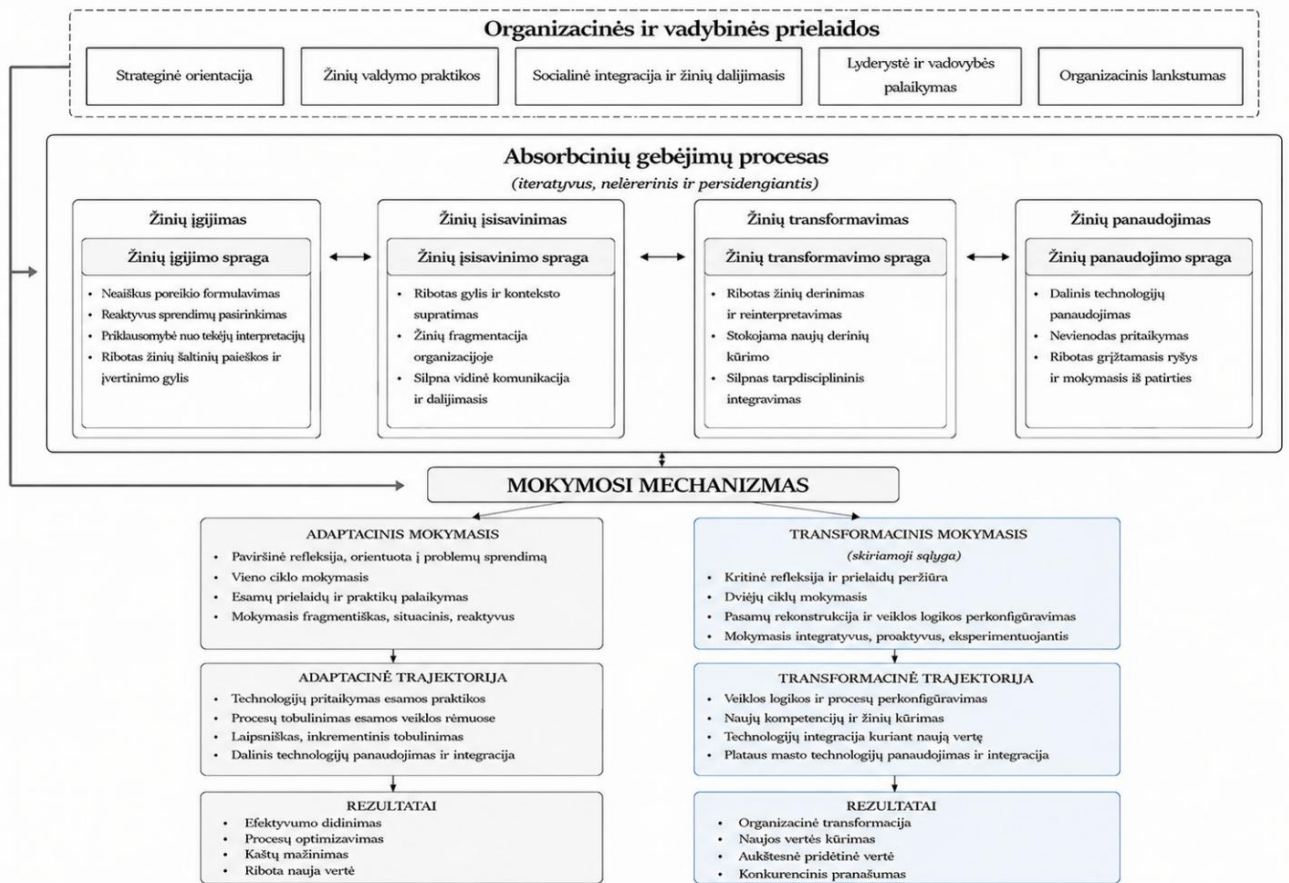 Organizacinės ir vadybinės prielaidos
Strateginė orientacija
Žinių valdymo praktikos
Socialinė integracija ir žinių dalijimasis
Lyderystė ir vadovybės
palaikymas
Organizacinis lankstumas
Absorbcinių gebėjimų procesas
(iteratyvus, nelėrerinis ir persidengiantis)
Žinių įgijimas
Žinių įgijimo spraga
• Neaiškus poreikio formulavimas
• Reaktyvus sprendimų pasirinkimas
• Priklausomybė nuo tekėjų interpretacijų
• Ribotas žinių šaltinių paieškos ir
įvertinimo gylis
Žinių įsisavinimas
Žinių įsisavinimo spraga
• Ribotas gylis ir konteksto
supratimas
• Žinių fragmentacija
organizacijoje
• Silpna vidinė komunikacija
ir dalijimasis
Žinių transformavimas
Žinių transformavimo spraga
• Ribotas žinių derinimas
ir reinterpretavimas
• Stokojama naujų derinių
kūrimo
• Silpnas tarpdisciplininis
integravimas
Žinių panaudojimas
Žinių panaudojimo spraga
• Dalinis technologijų
panaudojimas
• Nevienodas pritaikymas
• Ribotas grįžtamasis ryšys
ir mokymasis iš patirties
MOKYMOSI MECHANIZMAS
ADAPTACINIS MOKYMASIS
• Paviršinė refleksija, orientuota į problemų sprendimą
• Vieno ciklo mokymasis
• Esamų prielaidų ir praktikų palaikymas
• Mokymasis fragmentiškas, situacinis, reaktyvus
TRANSFORMACINIS MOKYMASIS
(skiriamoji sąlyga)
• Kritinė refleksija ir prielaidų peržiūra
• Dviėjų ciklų mokymasis
• Pasamų rekonstrukcija ir veiklos logikos perkonfigūravimas
• Mokymasis integratyvus, proaktyvus, eksperimentuojantis
ADAPTACINĖ TRAJEKTORIJA
• Technologijų pritaikymas esamos praktikos
• Procesų tobulinimas esamos veiklos rėmuose
• Laipsniškas, inkrementinis tobulinimas
• Dalinis technologijų panaudojimas ir integracija
TRANSFORMACINĖ TRAJEKTORIJA
• Veiklos logikos ir procesų perkonfigūravimas
• Naujų kompetencijų ir žinių kūrimas
• Technologijų integracija kuriant naują vertę
• Plataus masto technologijų panaudojimas ir integracija
REZULTATAI
• Efektyvumo didinimas
• Procesų optimizavimas
• Kaštų mažinimas
• Ribota nauja vertė
REZULTATAI
• Organizacinė transformacija
• Naujos vertės kūrimas
• Aukštesnė pridėtinė vertė
• Konkurencinis pranašumas